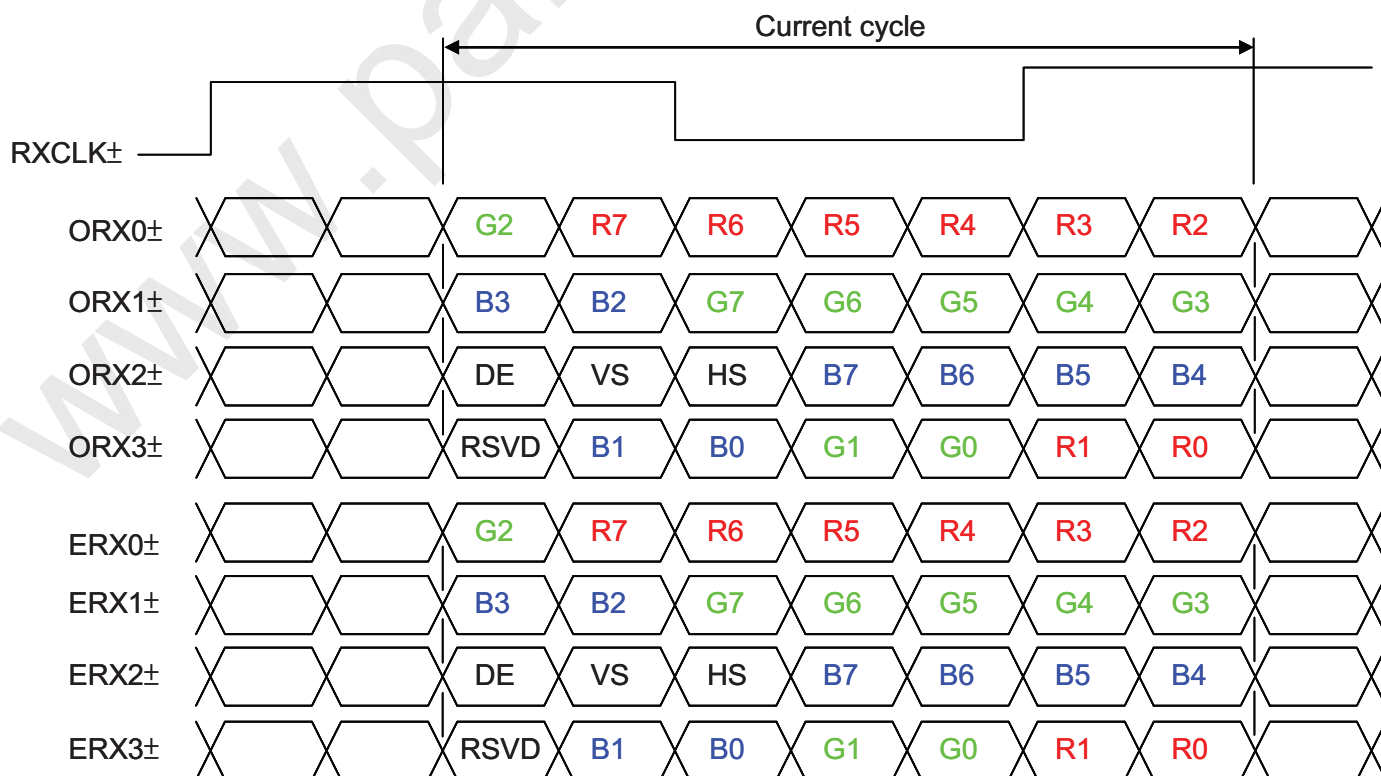 Current cycle
RXCLK±
ORX0± G2 R7 R6 R5 R4 R3 R2
ORX1± B3 B2 G7 G6 G5 G4 G3
ORX2± DE VS HS B7 B6 B5 B4
ORX3± RSVD B1 B0 G1 G0 R1 R0
ERX0± G2 R7 R6 R5 R4 R3 R2
ERX1± B3 B2 G7 G6 G5 G4 G3
ERX2± DE VS HS B7 B6 B5 B4
ERX3± RSVD B1 B0 G1 G0 R1 R0
www.pa